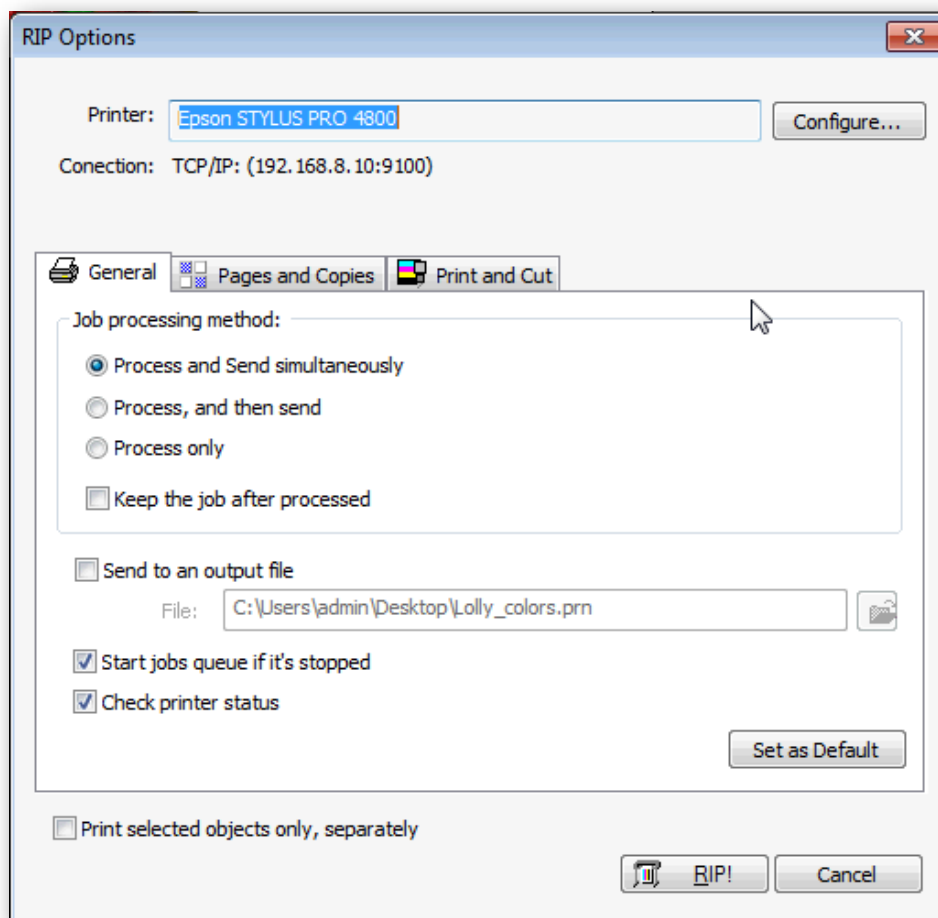 RIP Options
Printer: Epson STYLUS PRO 4800 Configure...
Conection: TCP/IP: (192.168.8.10:9100)
General Pages and Copies Print and Cut
Job processing method:
Process and Send simultaneously
Process, and then send
Process only
Keep the job after processed
Send to an output file
File: C:\Users\admin\Desktop\Lolly_colors.prn
Start jobs queue if it's stopped
Check printer status
Set as Default
Print selected objects only, separately
RIP! Cancel